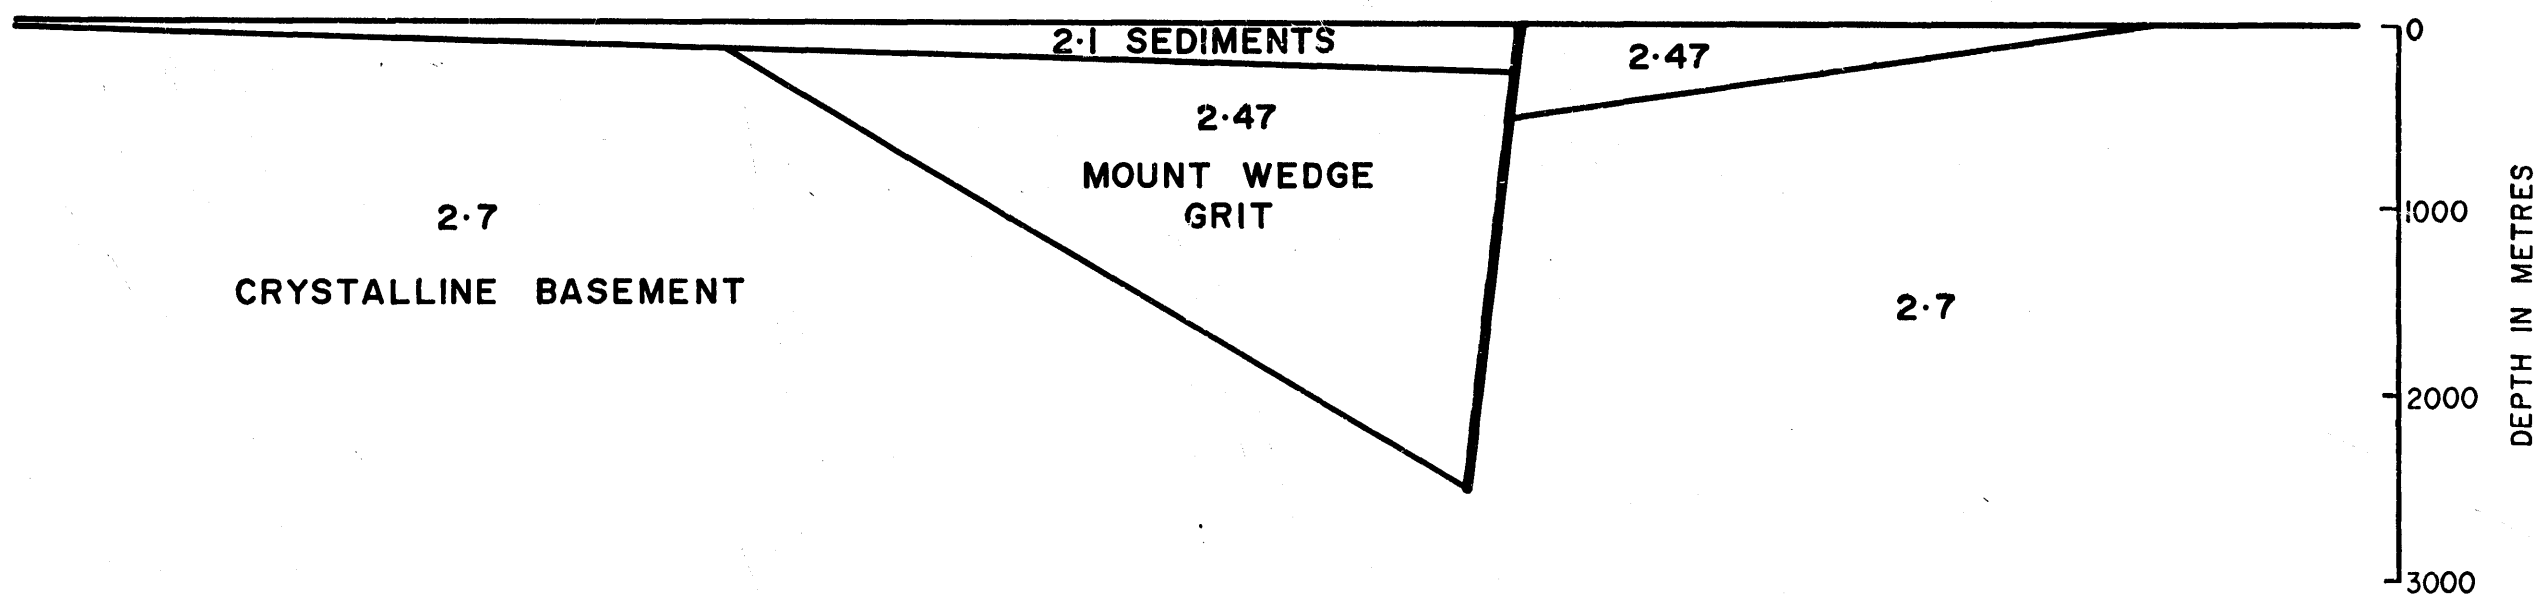 2·1 SEDIMENTS
2·47
2·47
MOUNT WEDGE
GRIT
2·7
CRYSTALLINE BASEMENT
2·7
0
1000
2000
3000
DEPTH IN METRES